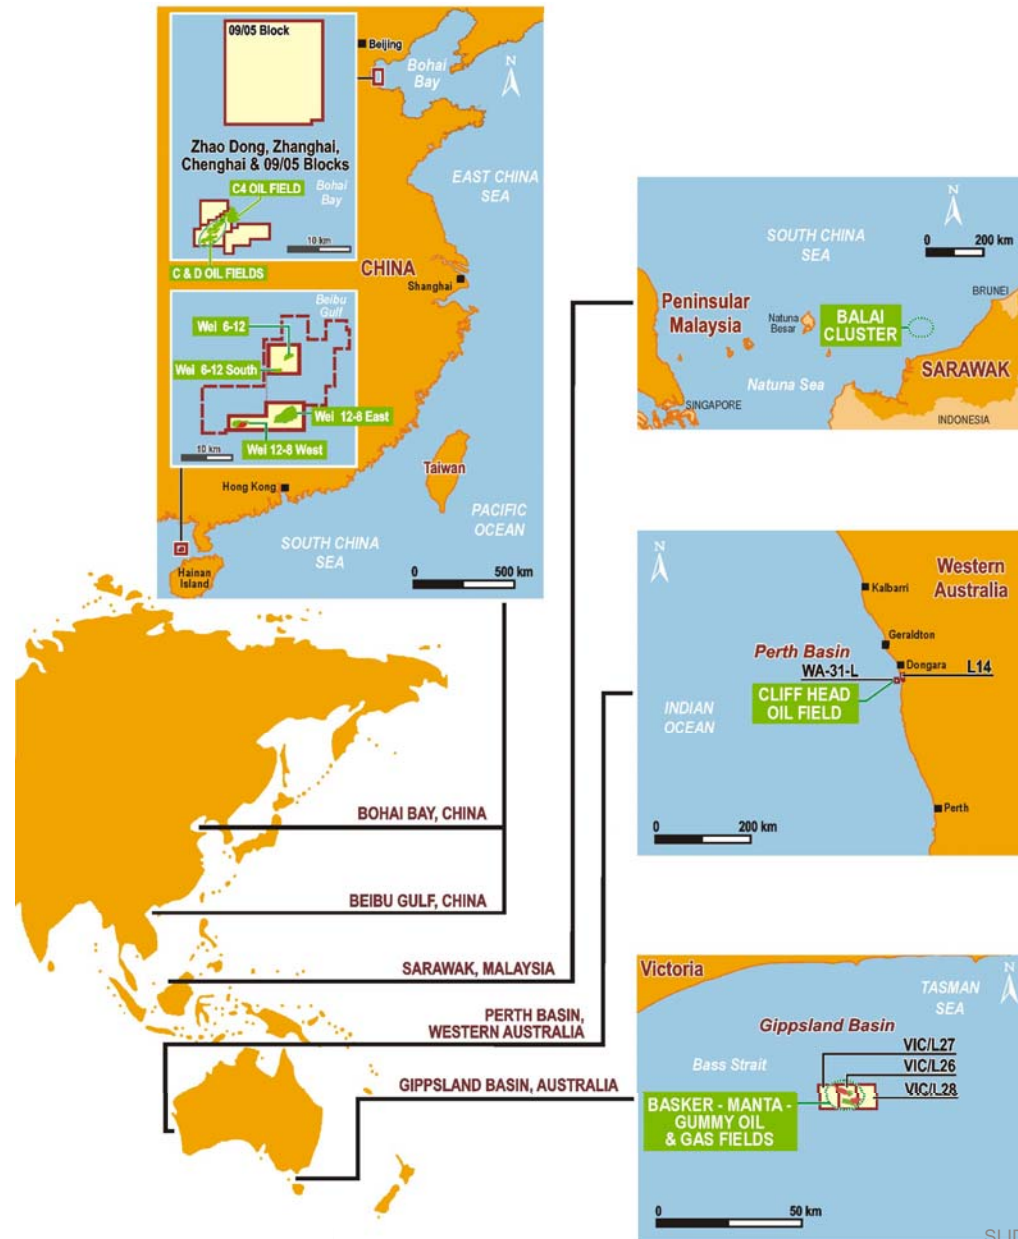 09/05 Block
Beijing
Bohai
Bay
N
Zhao Dong, Zhanghai,
Chenghai & 09/05 Blocks
C4 OIL FIELD
Bohai
Bay
10 km
C & D OIL FIELDS
EAST CHINA
SEA
CHINA
Shanghai
Beibu
Gulf
Wei 6-12
Wei 6-12 South
Wei 12-8 East
Wei 12-8 West
10 km
Taiwan
Hong Kong
PACIFIC
OCEAN
SOUTH CHINA
SEA
Hainan
Island
0 500 km
N
SOUTH CHINA
SEA
0 200 km
BRUNEI
Peninsular
Malaysia
Natuna
Besar
BALAI
CLUSTER
Natuna Sea
SARAWAK
SINGAPORE
INDONESIA
N
Western
Australia
Kalbarri
Geraldton
Perth Basin
Dongara
WA-31-L
L14
CLIFF HEAD
OIL FIELD
INDIAN
OCEAN
Perth
0 200 km
BOHAI BAY, CHINA
BEIBU GULF, CHINA
SARAWAK, MALAYSIA
PERTH BASIN,
WESTERN AUSTRALIA
GIPPSLAND BASIN, AUSTRALIA
Victoria
N
TASMAN
SEA
Gippsland Basin
VIC/L27
Bass Strait
VIC/L26
VIC/L28
BASKER - MANTA -
GUMMY OIL
& GAS FIELDS
0 50 km